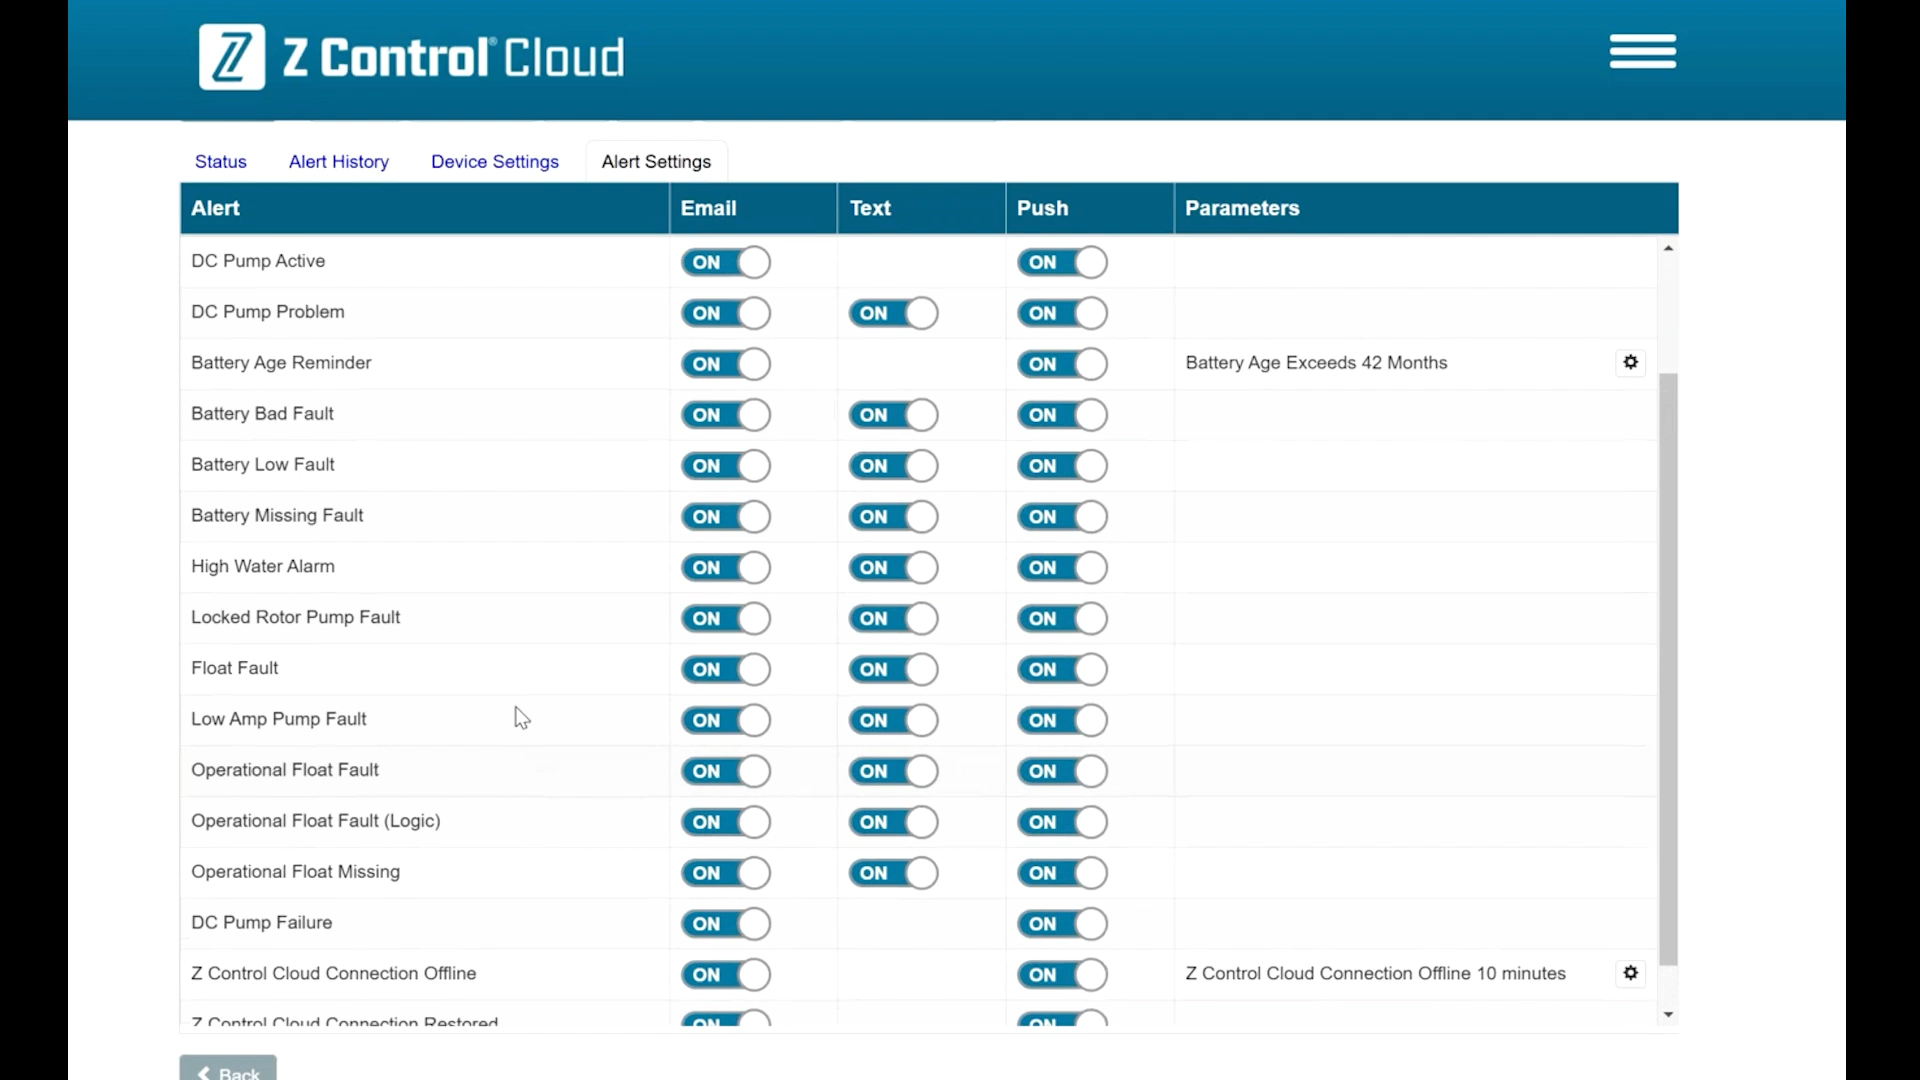 Z Control® Cloud
Status Alert History Device Settings Alert Settings
Alert Email Text Push Parameters
DC Pump Active ON ON
DC Pump Problem ON ON ON
Battery Age Reminder ON ON Battery Age Exceeds 42 Months
Battery Bad Fault ON ON ON
Battery Low Fault ON ON ON
Battery Missing Fault ON ON ON
High Water Alarm ON ON ON
Locked Rotor Pump Fault ON ON ON
Float Fault ON ON ON
Low Amp Pump Fault ON ON ON
Operational Float Fault ON ON ON
Operational Float Fault (Logic) ON ON ON
Operational Float Missing ON ON ON
DC Pump Failure ON ON
Z Control Cloud Connection Offline ON ON Z Control Cloud Connection Offline 10 minutes
Z Control Cloud Connection Restored ON ON
Back